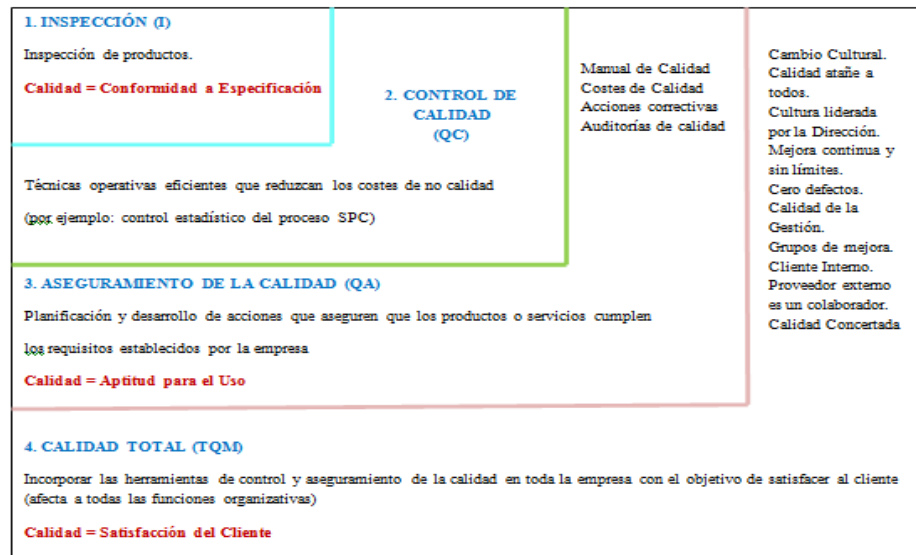 1. INSPECCIÓN (I)
Inspección de productos.
Calidad = Conformidad a Especificación
2. CONTROL DE
CALIDAD
(QC)
Técnicas operativas eficientes que reduzcan los costes de no calidad
(por ejemplo: control estadístico del proceso SPC)
Manual de Calidad
Costes de Calidad
Acciones correctivas
Auditorías de calidad
3. ASEGURAMIENTO DE LA CALIDAD (QA)
Planificación y desarrollo de acciones que aseguren que los productos o servicios cumplen
los requisitos establecidos por la empresa
Calidad = Aptitud para el Uso
Cambio Cultural.
Calidad atañe a
todos.
Cultura liderada
por la Dirección.
Mejora continua y
sin límites.
Cero defectos.
Calidad de la
Gestión.
Grupos de mejora.
Cliente Interno.
Proveedor externo
es un colaborador.
Calidad Concertada
4. CALIDAD TOTAL (TQM)
Incorporar las herramientas de control y aseguramiento de la calidad en toda la empresa con el objetivo de satisfacer al cliente
(afecta a todas las funciones organizativas)
Calidad = Satisfacción del Cliente